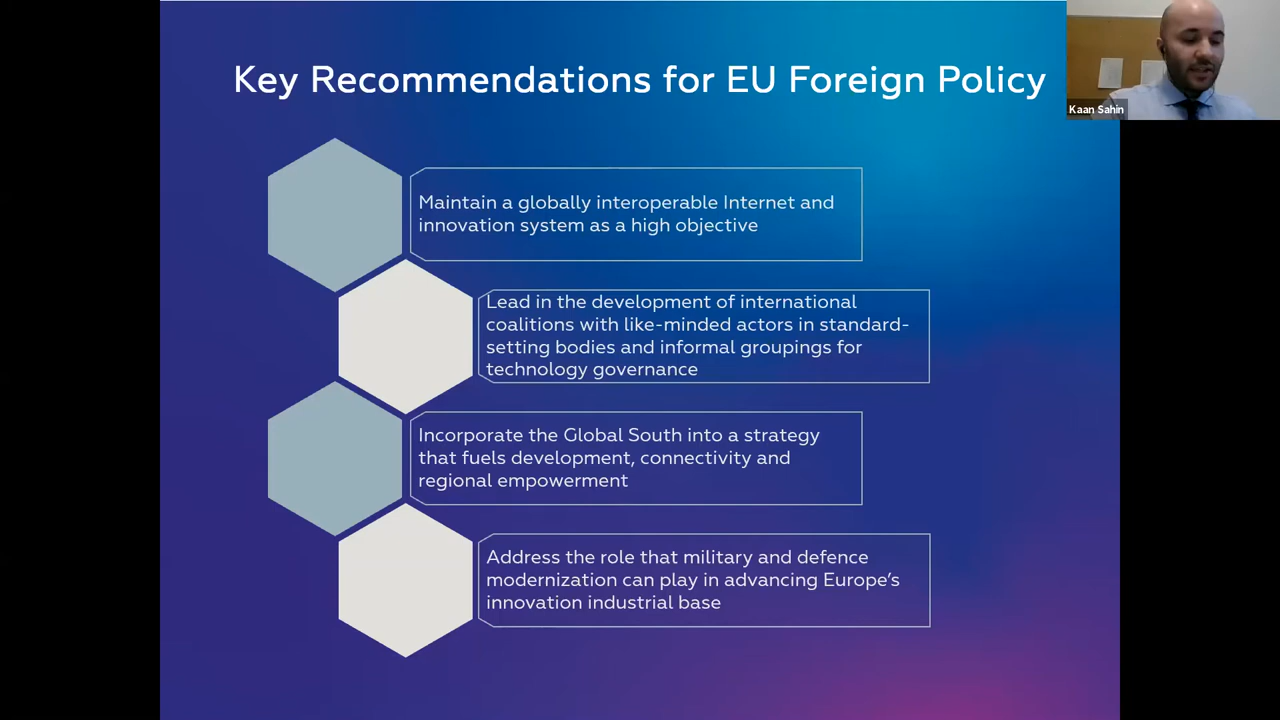 Key Recommendations for EU Foreign Policy
Kaan Sahin
Maintain a globally interoperable Internet and
innovation system as a high objective
Lead in the development of international
coalitions with like-minded actors in standard-
setting bodies and informal groupings for
technology governance
Incorporate the Global South into a strategy
that fuels development, connectivity and
regional empowerment
Address the role that military and defence
modernization can play in advancing Europe’s
innovation industrial base